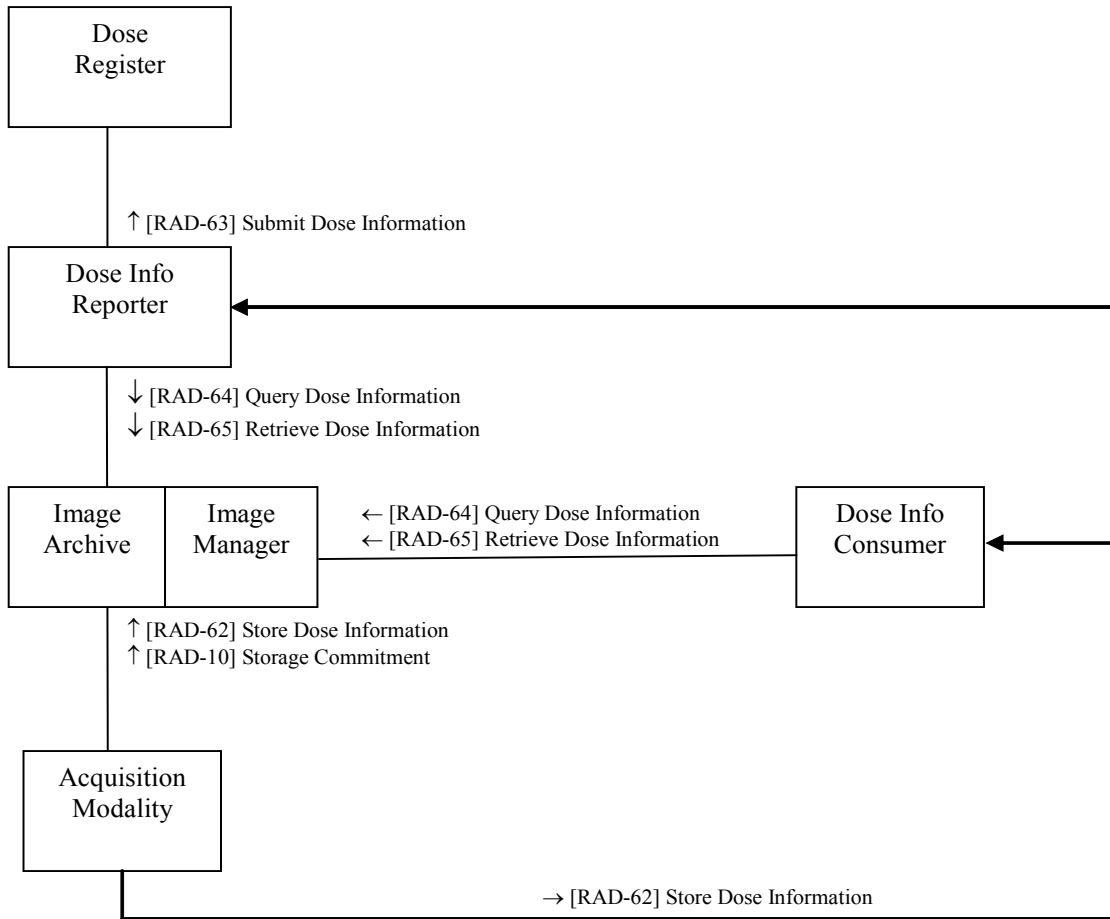 Dose
Register
↑ [RAD-63] Submit Dose Information
Dose Info
Reporter
↓ [RAD-64] Query Dose Information
↓ [RAD-65] Retrieve Dose Information
Image
Archive
Image
Manager
← [RAD-64] Query Dose Information
← [RAD-65] Retrieve Dose Information
Dose Info
Consumer
↑ [RAD-62] Store Dose Information
↑ [RAD-10] Storage Commitment
Acquisition
Modality
→ [RAD-62] Store Dose Information